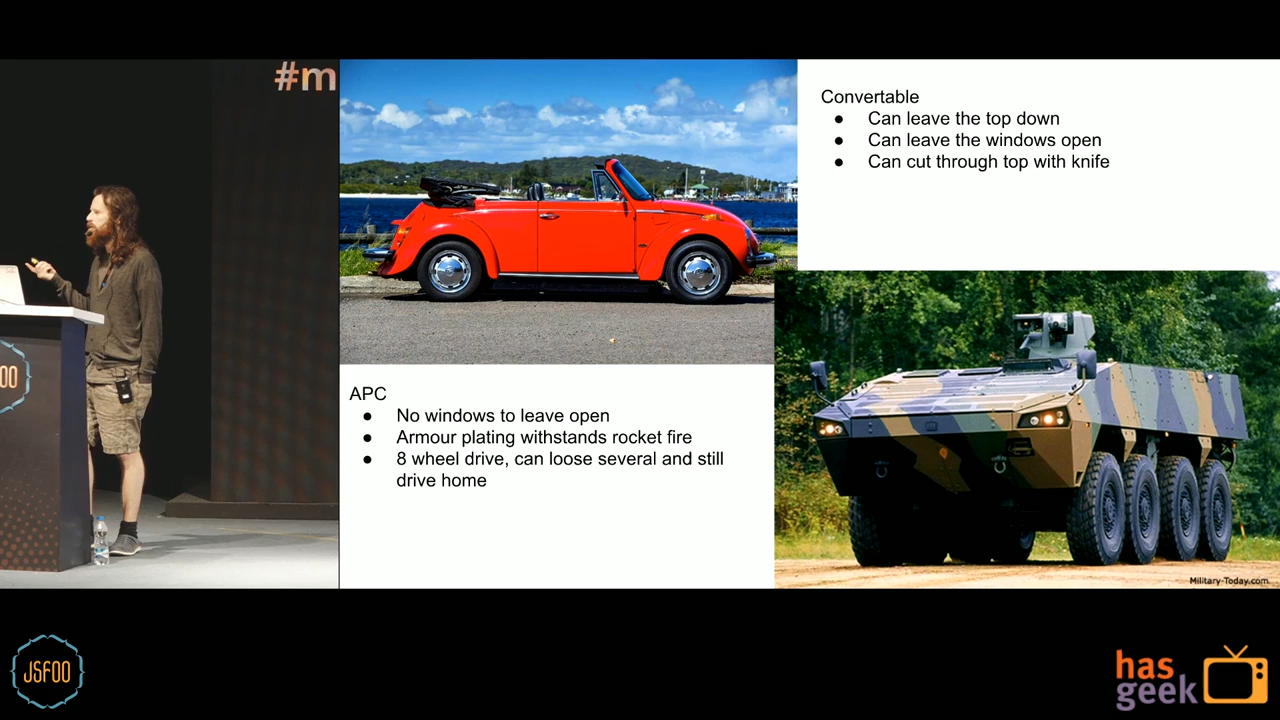 #m
Convertable
● Can leave the top down
● Can leave the windows open
● Can cut through top with knife
APC
● No windows to leave open
● Armour plating withstands rocket fire
● 8 wheel drive, can loose several and still
drive home
Military-Today.com
OO
JSFOO
has
geek